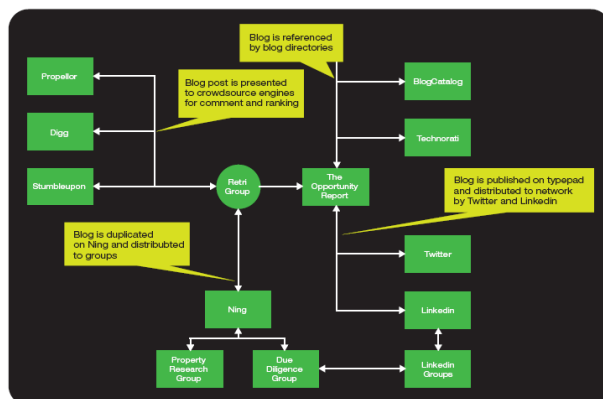 Blog is referenced
by blog directories
Propellor
BlogCatalog
Blog post is presented
to crowdsource engines
for comment and ranking
Digg
Technorati
Stumbleupon
Retri
Group
The
Opportunity
Report
Blog is published on typepad
and distributed to network
by Twitter and Linkedin
Blog is duplicated
on Ning and distribubted
to groups
Twitter
Ning
Linkedin
Property
Research
Group
Due
Diligence
Group
Linkedin
Groups